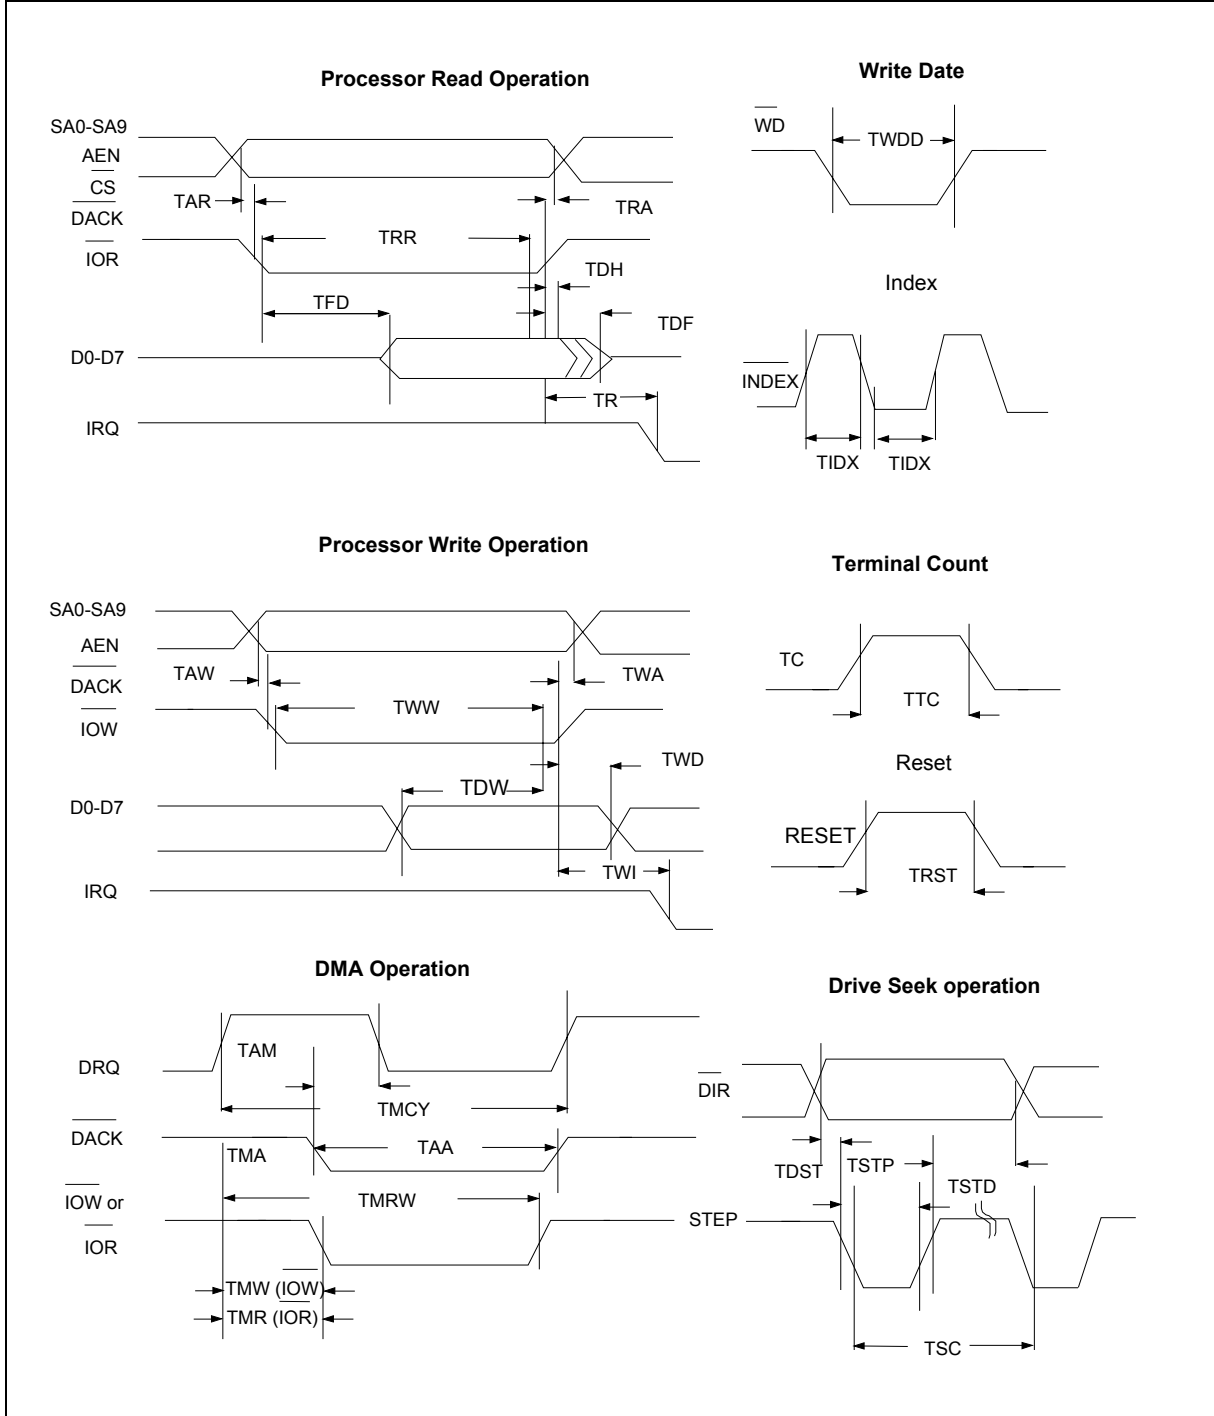 Processor Read Operation
SA0-SA9
AEN
CS
DACK
IOR
TAR
TRA
TRR
TDH
TFD
TDF
D0-D7
TR
IRQ
Write Date
WD
TWDD
Index
INDEX
TIDX TIDX
Processor Write Operation
SA0-SA9
AEN
DACK
IOW
TAW
TWA
TWW
TWD
TDW
D0-D7
TWI
IRQ
Terminal Count
TC
TTC
Reset
RESET
TRST
DMA Operation
DRQ
TAM
TMCY
DACK
TMA
TAA
IOW or
IOR
TMRW
TMW (IOW)
TMR (IOR)
Drive Seek operation
DIR
TDST
TSTP
TSTD
STEP
TSC